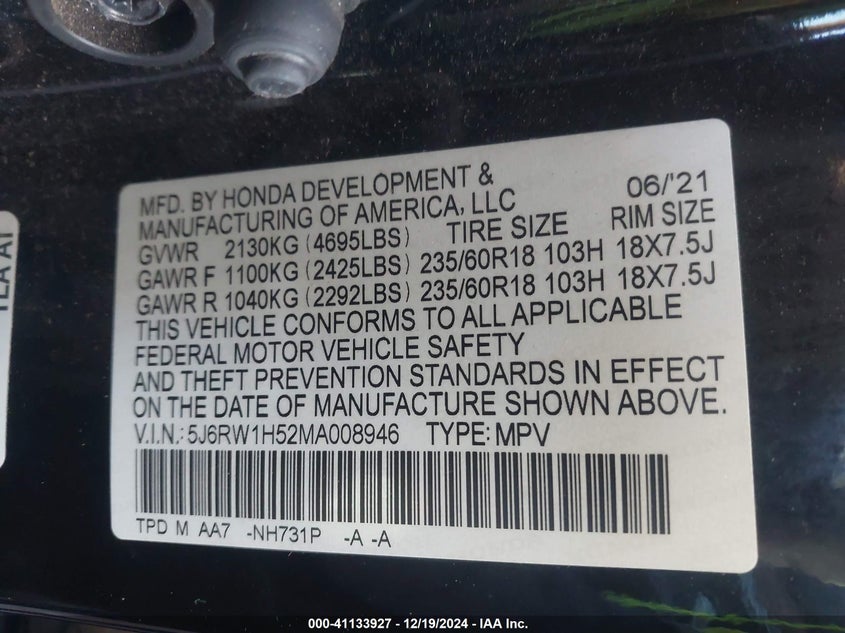 MFD. BY HONDA DEVELOPMENT & 06/'21
MANUFACTURING OF AMERICA, LLC
TIRE SIZE RIM SIZE
GVWR 2130KG (4695LBS)
GAWR F 1100KG (2425LBS) 235/60R18 103H 18X7.5J
GAWR R 1040KG (2292LBS) 235/60R18 103H 18X7.5J
THIS VEHICLE CONFORMS TO ALL APPLICABLE
FEDERAL MOTOR VEHICLE SAFETY
AND THEFT PREVENTION STANDARDS IN EFFECT
ON THE DATE OF MANUFACTURE SHOWN ABOVE.
V.I.N.: 5J6RW1H52MA008946 TYPE: MPV
TPD M AA7 -NH731P -A -A
000-41133927 - 12/19/2024 - IAA Inc.